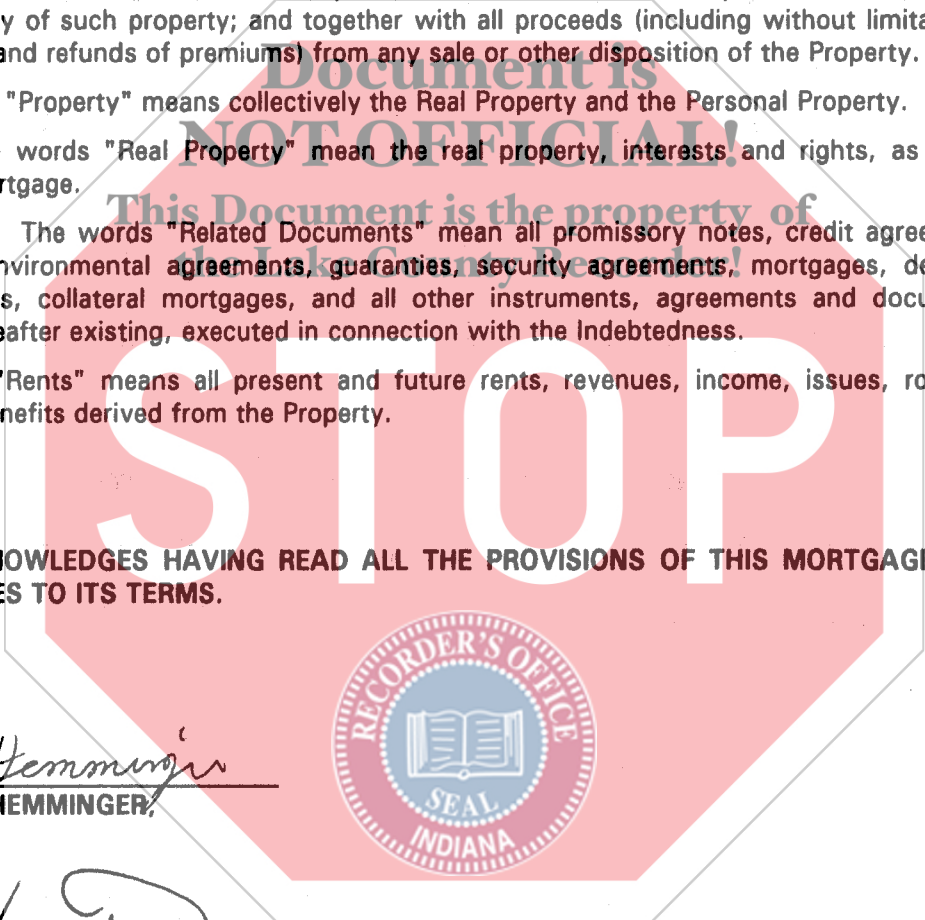 y of such property; and together with all proceeds (including without limita
and refunds of premiums) from any sale or other disposition of the Property.
Document is
"Property" means collectively the Real Property and the Personal Property.
NOT OFFICIAL!
words "Real Property" mean the real property, interests and rights, as
rtgage.
This Document is the property of
The words "Related Documents" mean all promissory notes, credit agree
the Lake County Recorder!
nvironmental agreements, guaranties, security agreements, mortgages, de
s, collateral mortgages, and all other instruments, agreements and docu
eafter existing, executed in connection with the Indebtedness.
"Rents" means all present and future rents, revenues, income, issues, ro
nefits derived from the Property.
STOP
OWLEDGES HAVING READ ALL THE PROVISIONS OF THIS MORTGAG
ES TO ITS TERMS.
RECORDER'S OFFICE
SEAL
INDIANA
Hemminger
HEMMINGER,